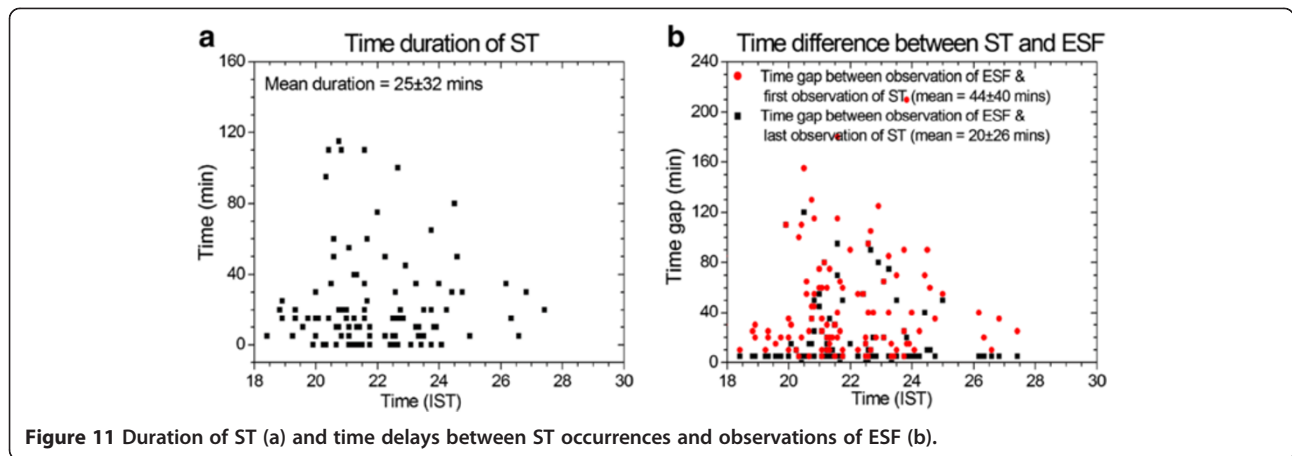 a
Time duration of ST
Mean duration = 25±32 mins
160
120
80
40
0
Time (min)
18 20 22 24 26 28 30
Time (IST)
b
Time difference between ST and ESF
Time gap between observation of ESF &
first observation of ST (mean = 44±40 mins)
Time gap between observation of ESF &
last observation of ST (mean = 20±26 mins)
240
200
160
120
80
40
0
Time gap (min)
18 20 22 24 26 28 30
Time (IST)
Figure 11 Duration of ST (a) and time delays between ST occurrences and observations of ESF (b).